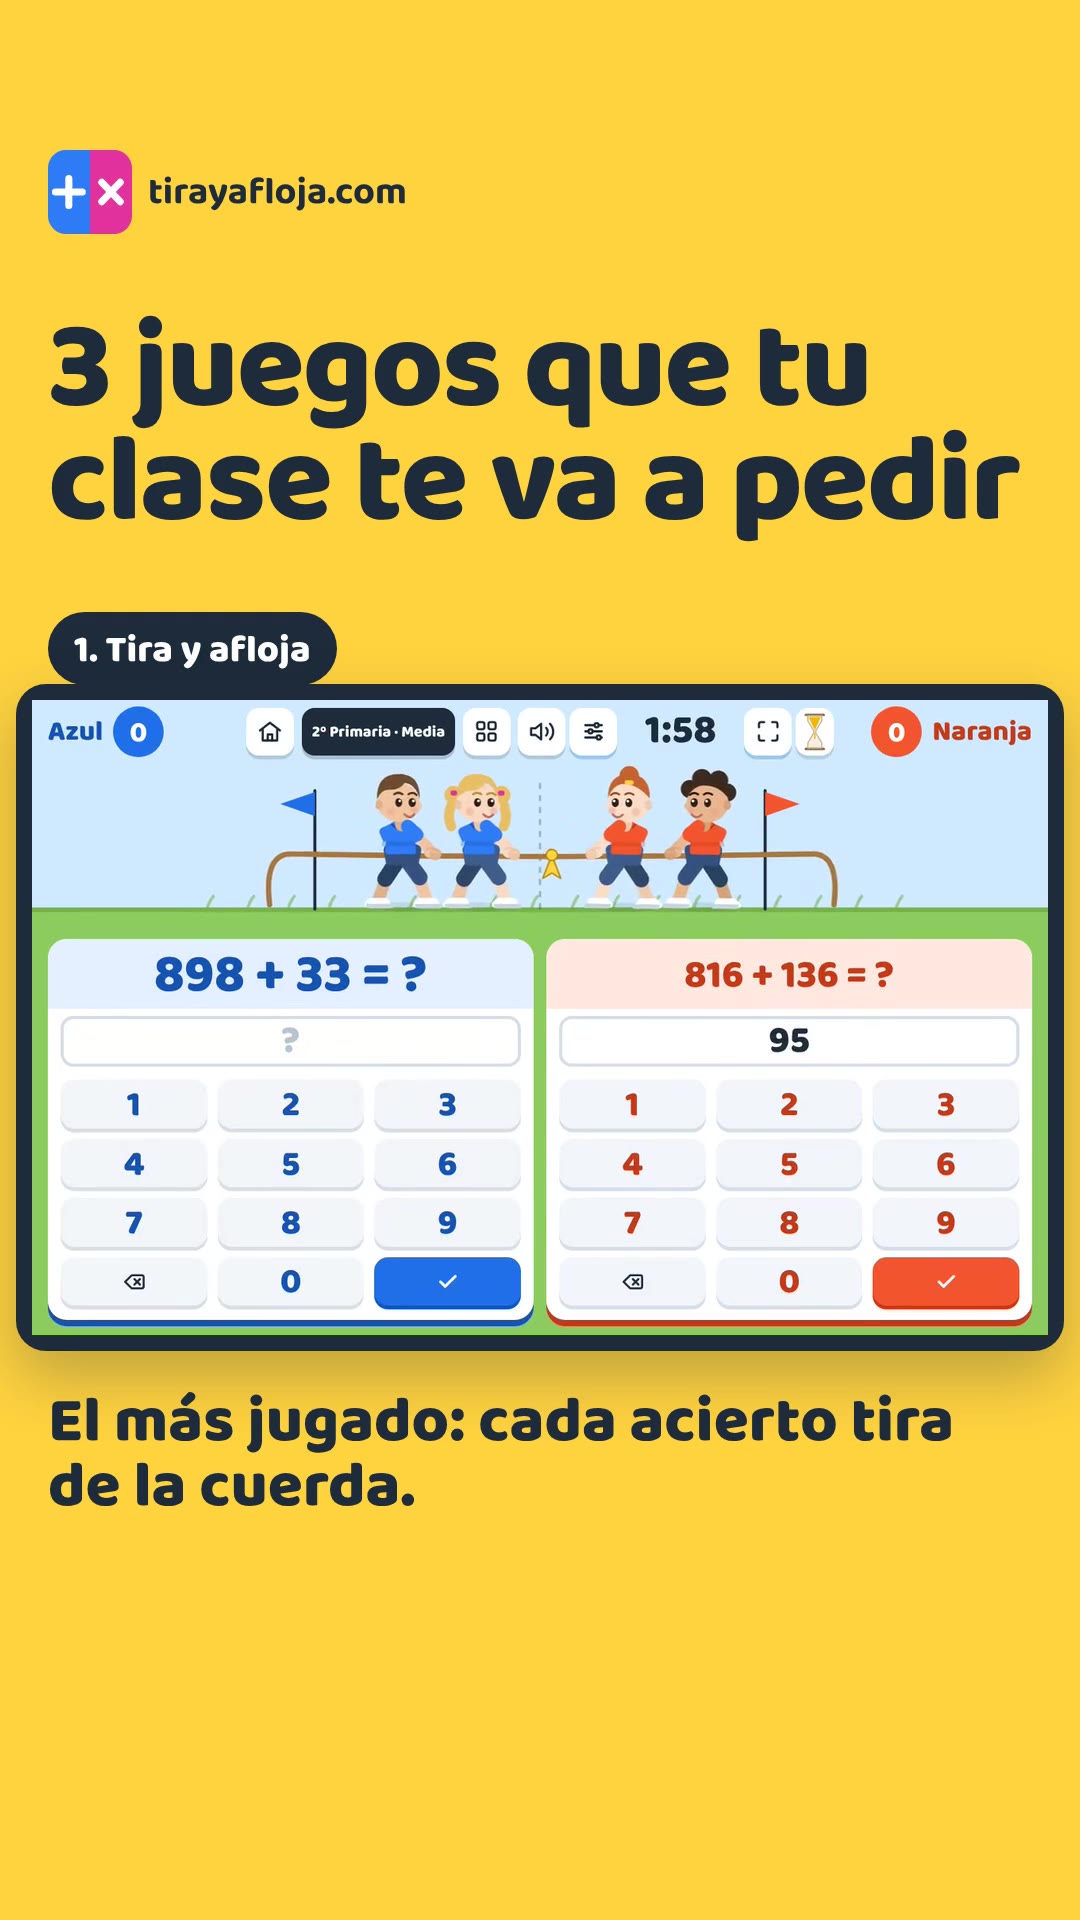 tirayafloja.com
3 juegos que tu
clase te va a pedir
1. Tira y afloja
Azul 0 2º Primaria · Media 1:58 0 Naranja
898 + 33 = ?
?
1 2 3
4 5 6
7 8 9
0
816 + 136 = ?
95
1 2 3
4 5 6
7 8 9
0
El más jugado: cada acierto tira
de la cuerda.